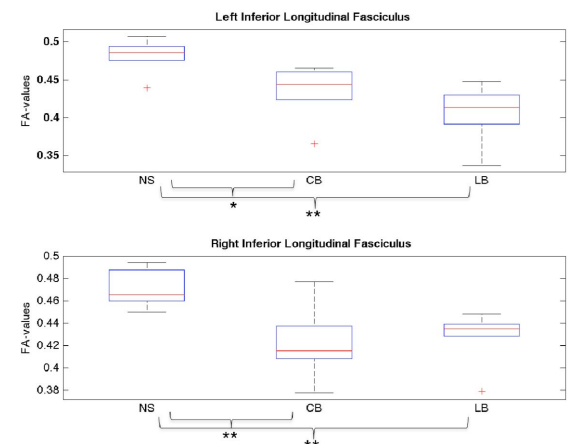 Left Inferior Longitudinal Fasciculus
0.5
0.45
0.4
0.35
FA-values
NS CB LB
*
**
Right Inferior Longitudinal Fasciculus
0.5
0.48
0.46
0.44
0.42
0.4
0.38
FA-values
NS CB LB
**
**